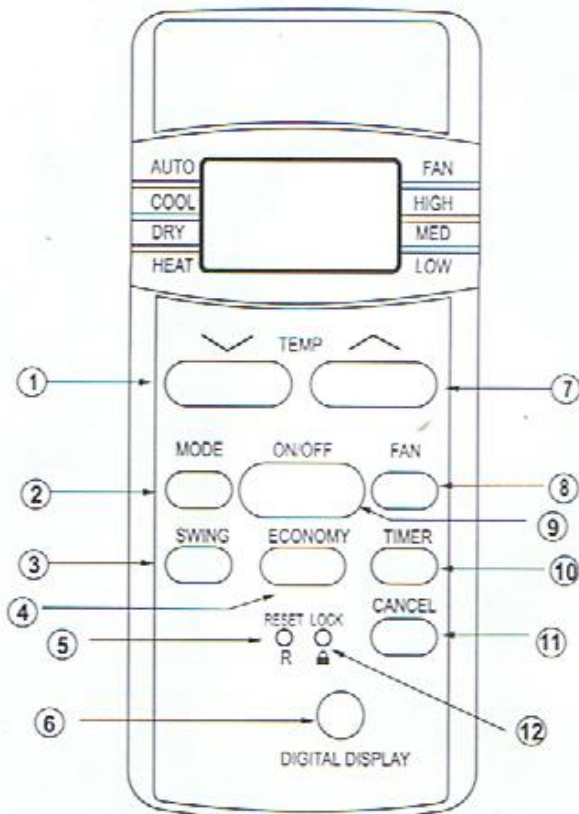 AUTO FAN
COOL HIGH
DRY MED
HEAT LOW
TEMP
1 7
MODE ON/OFF FAN
2 8
9
SWING ECONOMY TIMER
3 10
4
CANCEL
RESET LOCK
5 11
R
6 12
DIGITAL DISPLAY